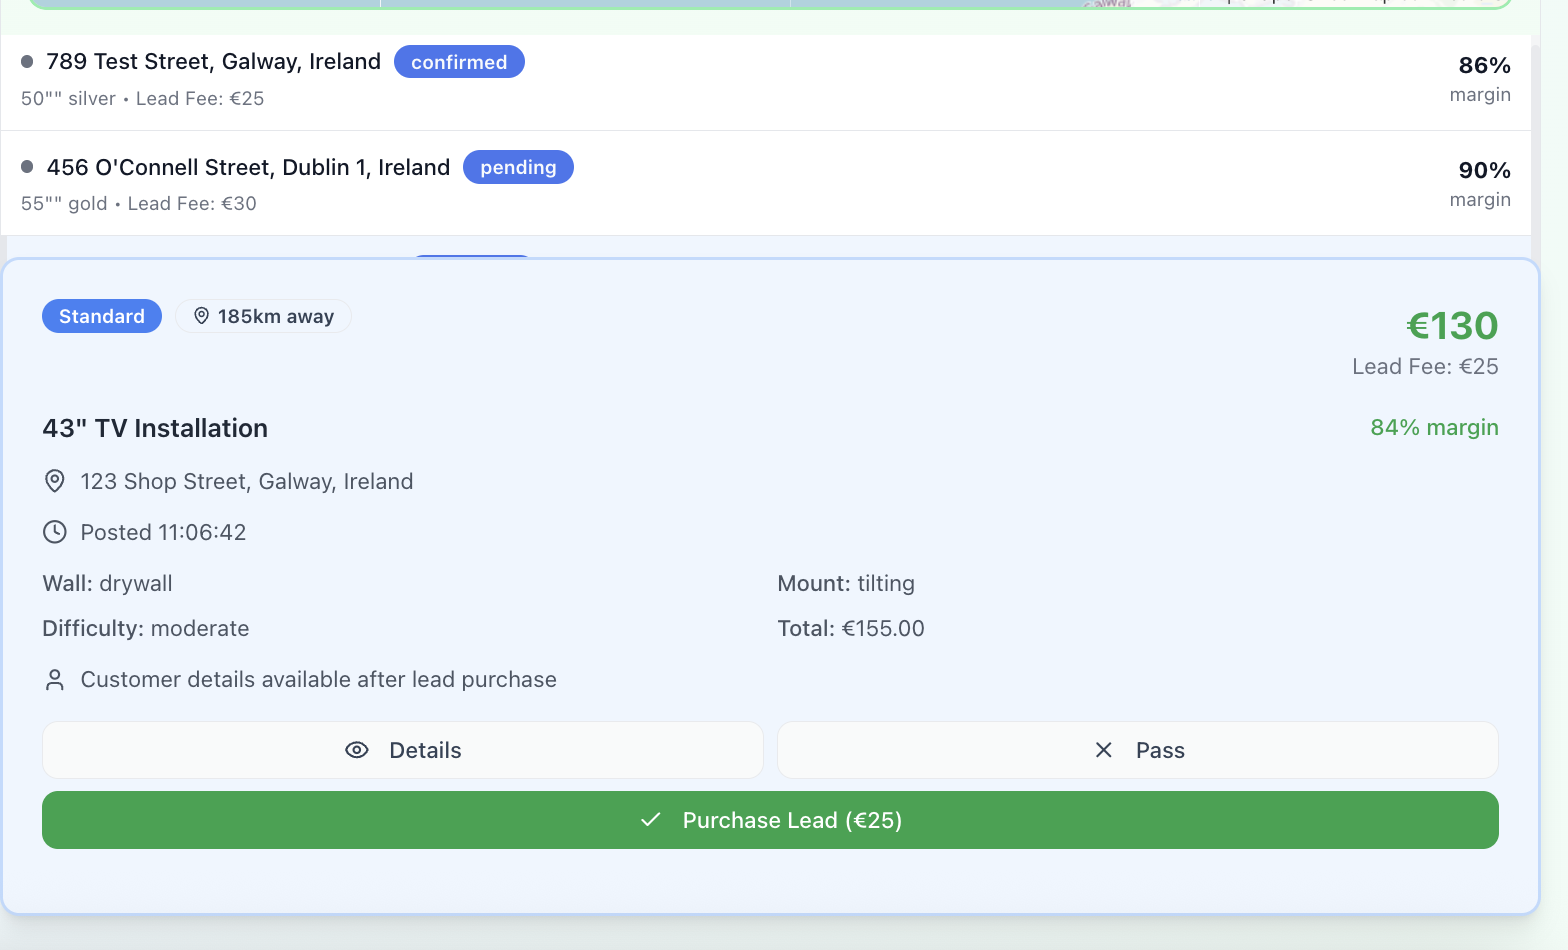 789 Test Street, Galway, Ireland confirmed
86%
50"" silver • Lead Fee: €25
margin
456 O'Connell Street, Dublin 1, Ireland pending
90%
55"" gold • Lead Fee: €30
margin
Standard 185km away
€130
Lead Fee: €25
43" TV Installation
84% margin
123 Shop Street, Galway, Ireland
Posted 11:06:42
Wall: drywall
Mount: tilting
Difficulty: moderate
Total: €155.00
Customer details available after lead purchase
Details
Pass
Purchase Lead (€25)